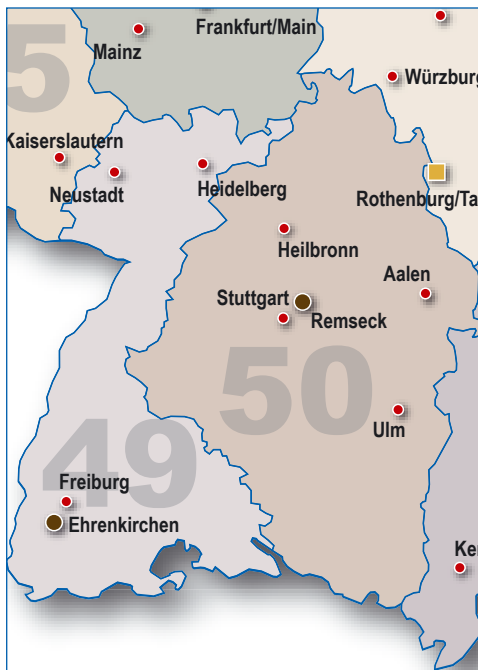 Frankfurt/Main
Mainz
5
Würzburg
Kaiserslautern
Neustadt
Heidelberg
Rothenburg/Ta
Heilbronn
Aalen
Stuttgart
Remseck
50
Ulm
49
Freiburg
Ehrenkirchen
Ke